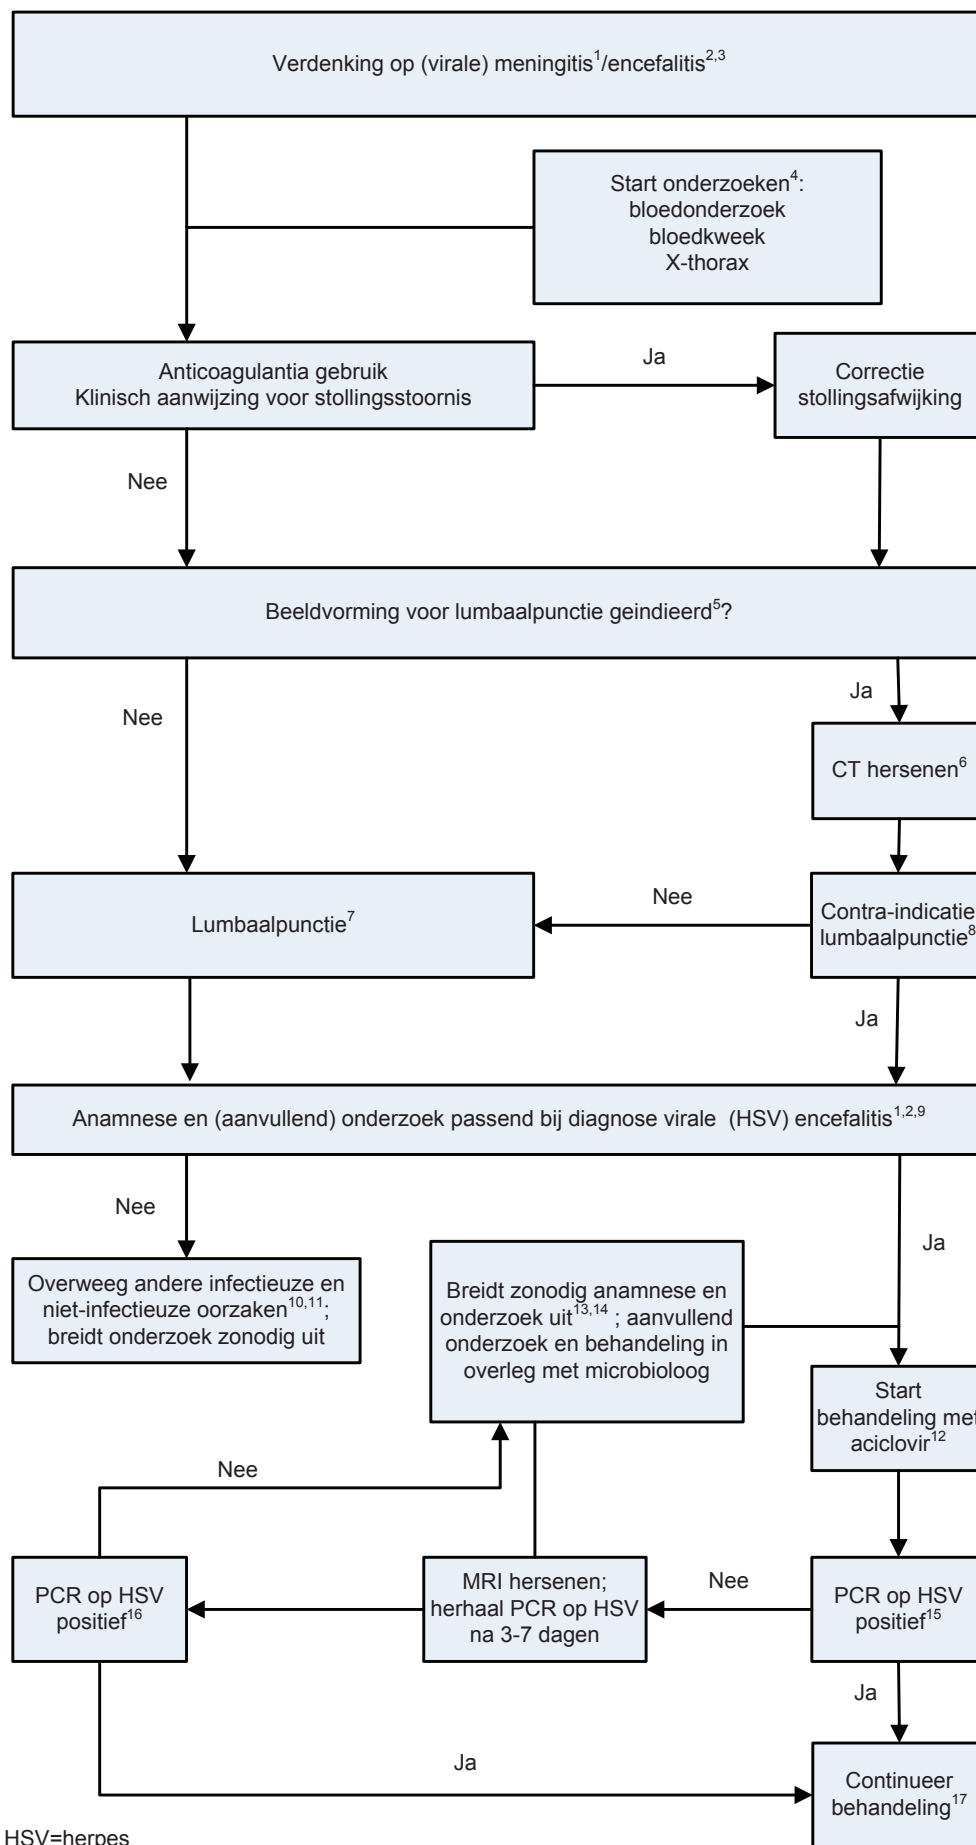 Verdenking op (virale) meningitis¹/encefalitis²,³
Start onderzoeken⁴:
bloedonderzoek
bloedkweek
X-thorax
Anticoagulantia gebruik
Klinisch aanwijzing voor stollingsstoornis
Ja
Correctie
stollingsafwijking
Nee
Beeldvorming voor lumbaalpunctie geindieerd⁵?
Nee
Ja
CT hersenen⁶
Lumbaalpunctie⁷
Nee
Contra-indicatie
lumbaalpunctie⁸
Ja
Anamnese en (aanvullend) onderzoek passend bij diagnose virale (HSV) encefalitis¹,²,⁹
Nee
Ja
Overweeg andere infectieuze en
niet-infectieuze oorzaken¹⁰,¹¹;
breidt onderzoek zonodig uit
Breidt zonodig anamnese en
onderzoek uit¹³,¹⁴ ; aanvullend
onderzoek en behandeling in
overleg met microbioloog
Start
behandeling met
aciclovir¹²
Nee
PCR op HSV
positief¹⁶
MRI hersenen;
herhaal PCR op HSV
na 3-7 dagen
Nee
PCR op HSV
positief¹⁵
Ja
Ja
Continueer
behandeling¹⁷
HSV=herpes